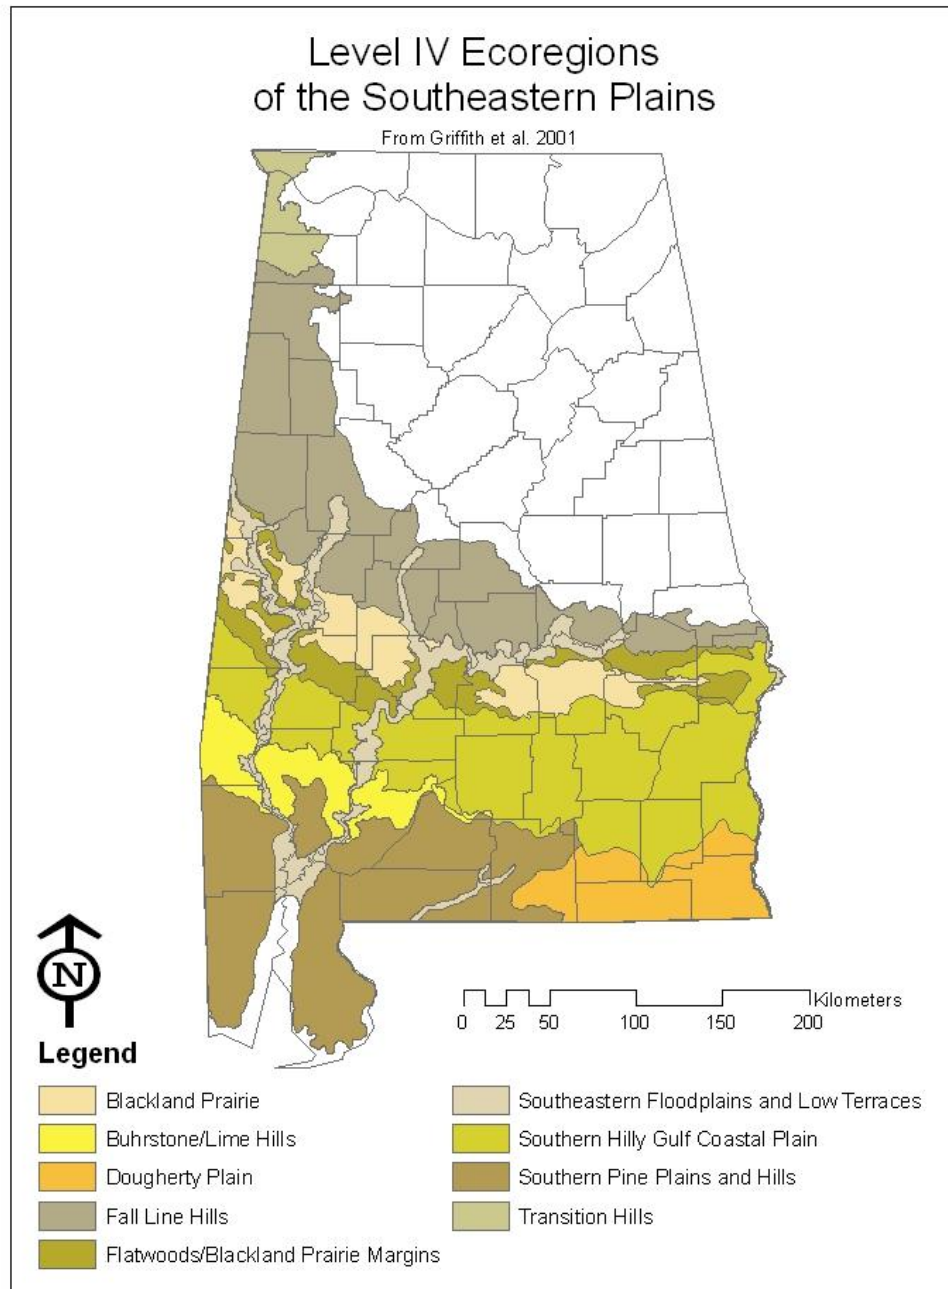 Level IV Ecoregions
of the Southeastern Plains
From Griffith et al. 2001
N
Kilometers
0 25 50 100 150 200
Legend
Blackland Prairie
Buhrstone/Lime Hills
Dougherty Plain
Fall Line Hills
Flatwoods/Blackland Prairie Margins
Southeastern Floodplains and Low Terraces
Southern Hilly Gulf Coastal Plain
Southern Pine Plains and Hills
Transition Hills